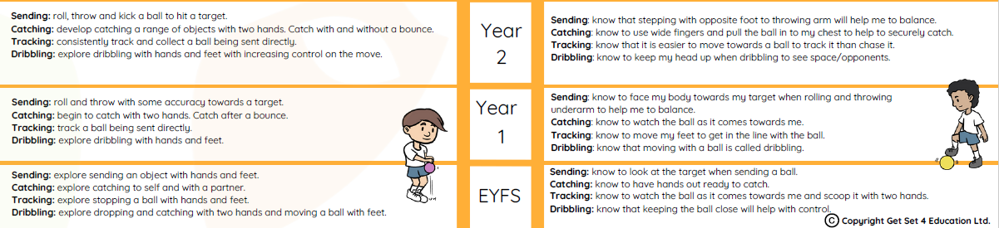 Sending: roll, throw and kick a ball to hit a target.
Catching: develop catching a range of objects with two hands. Catch with and without a bounce.
Tracking: consistently track and collect a ball being sent directly.
Dribbling: explore dribbling with hands and feet with increasing control on the move.
Year
2
Sending: know that stepping with opposite foot to throwing arm will help me to balance.
Catching: know to use wide fingers and pull the ball in to my chest to help to securely catch.
Tracking: know that it is easier to move towards a ball to track it than chase it.
Dribbling: know to keep my head up when dribbling to see space/opponents.
Sending: roll and throw with some accuracy towards a target.
Catching: begin to catch with two hands. Catch after a bounce.
Tracking: track a ball being sent directly.
Dribbling: explore dribbling with hands and feet.
Year
1
Sending: know to face my body towards my target when rolling and throwing
underarm to help me to balance.
Catching: know to watch the ball as it comes towards me.
Tracking: know to move my feet to get in the line with the ball.
Dribbling: know that moving with a ball is called dribbling.
Sending: explore sending an object with hands and feet.
Catching: explore catching to self and with a partner.
Tracking: explore stopping a ball with hands and feet.
Dribbling: explore dropping and catching with two hands and moving a ball with feet.
EYFS
Sending: know to look at the target when sending a ball.
Catching: know to have hands out ready to catch.
Tracking: know to watch the ball as it comes towards me and scoop it with two hands.
Dribbling: know that keeping the ball close will help with control.
© Copyright Get Set 4 Education Ltd.